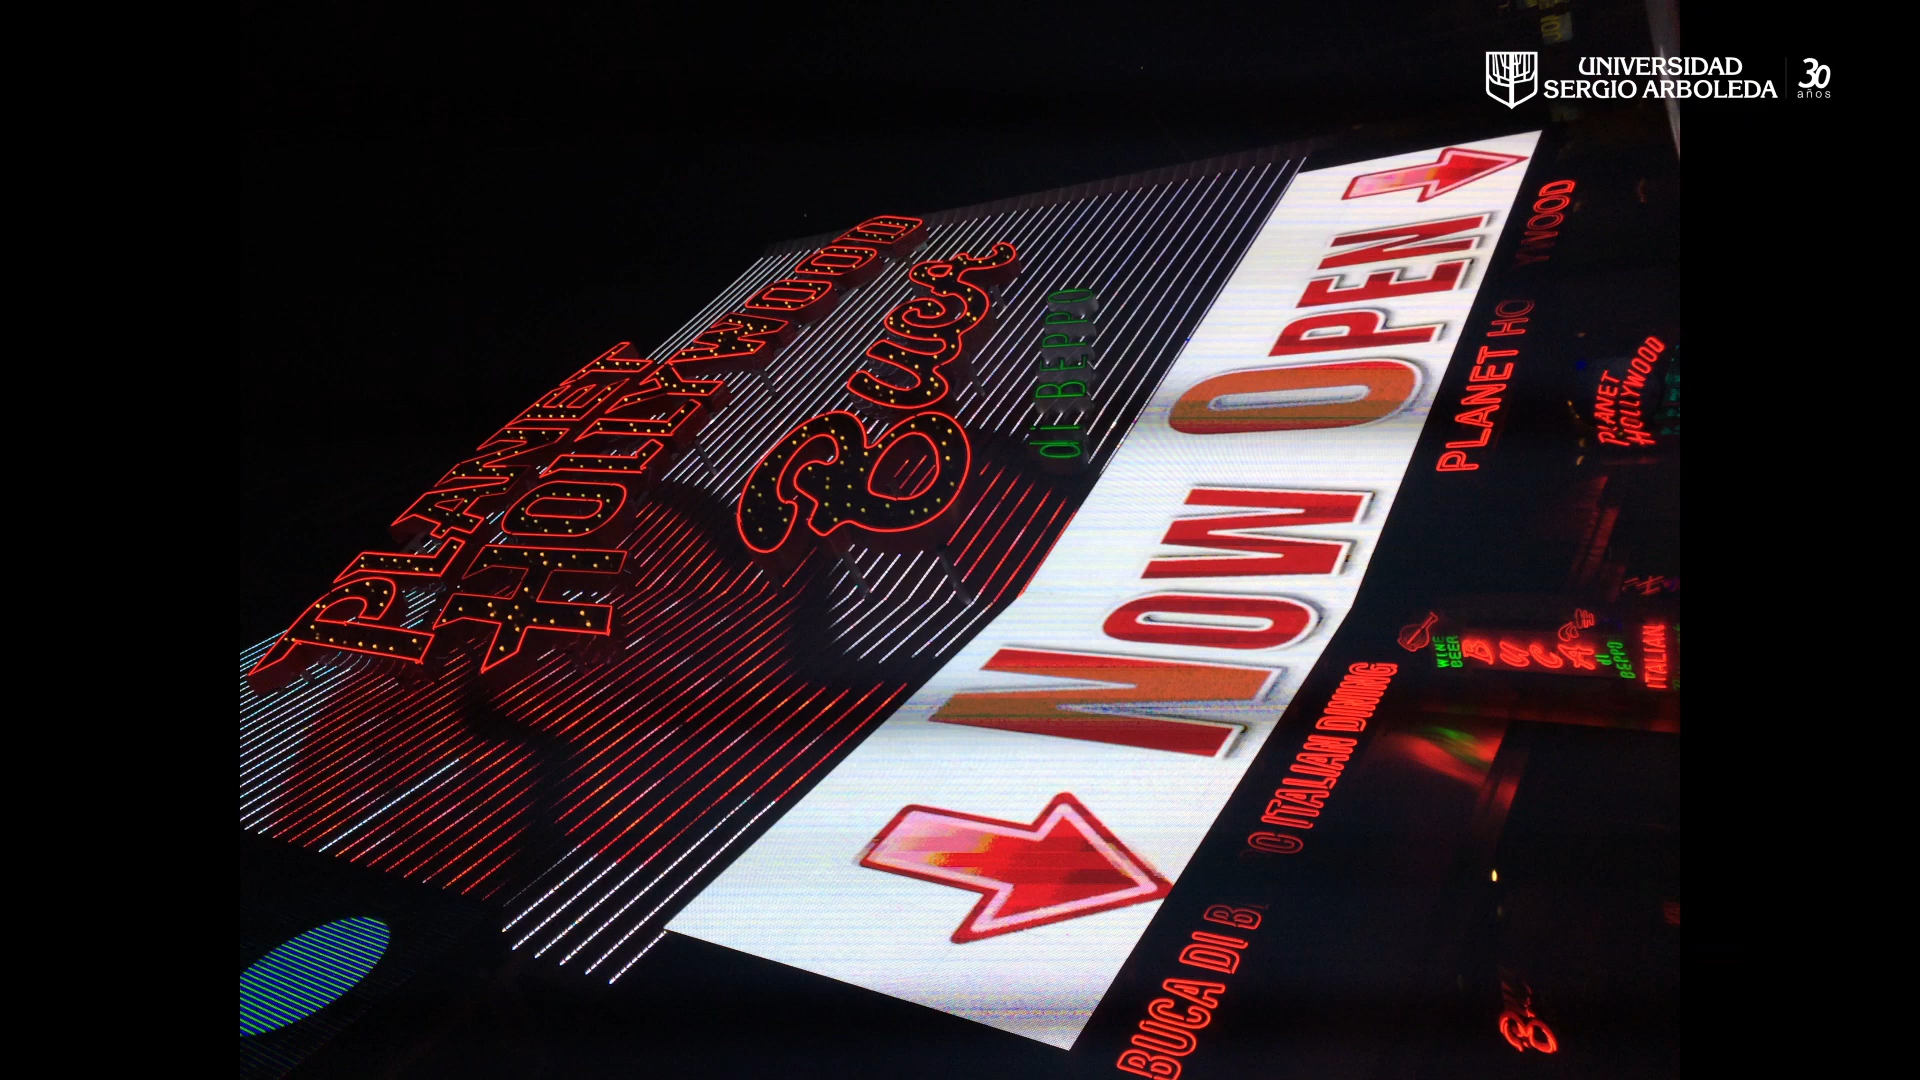 UNIVERSIDAD
SERGIO ARBOLEDA
30
años
PLANET
HOLLYWOOD
Buca
di BEPPO
NOW OPEN
BUCA DI B
O ITALIAN DINING
PLANET HO YWOOD
PLANET
HOLLYWOOD
WINE
BEER
BUCA
di
BEPPO
ITALIAN